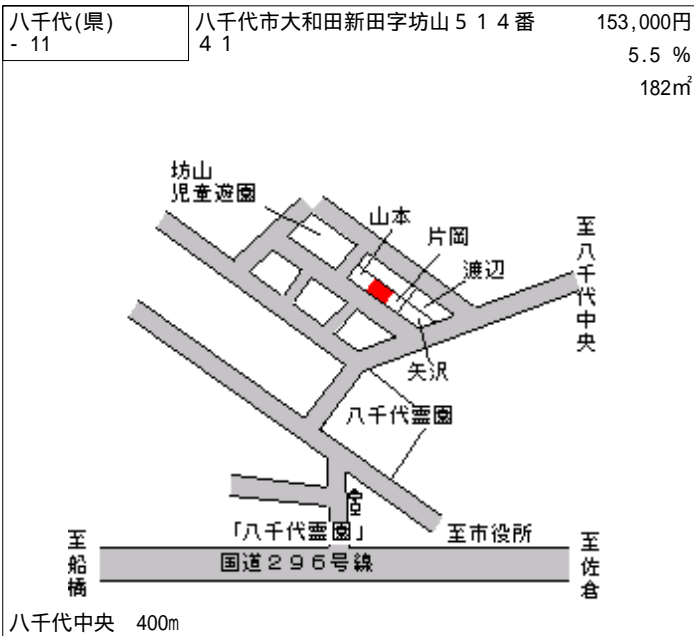 八千代(県)
- 11
八千代市大和田新田字坊山５１４番
４１
153,000円
5.5 %
182㎡
坊山
児童遊園
山本
片岡
渡辺
至八千代中央
矢沢
八千代霊園
「八千代霊園」
至市役所
至船橋
国道２９６号線
至佐倉
八千代中央　400m